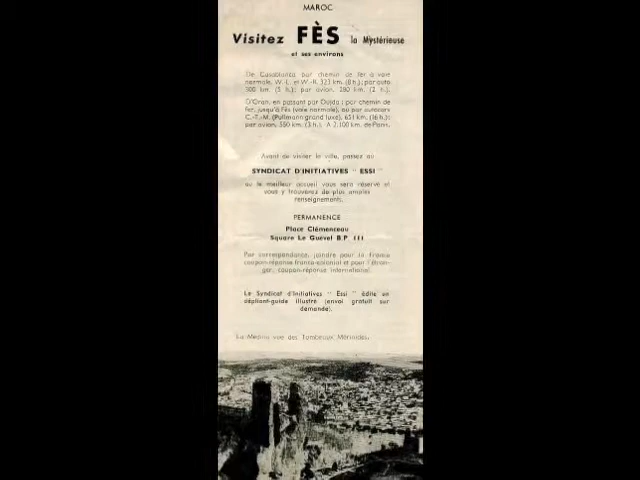 MAROC
Visitez FÈS la Mystérieuse
et ses environs
De Casablanca par chemin de fer à voie
normale, W.-L. et W.-R. 323 km. (6 h.); par auto
300 km. (5 h.); par avion, 280 km. (2 h.).
D'Oran, en passant par Oujda : par chemin de
fer, jusqu'à Fès (voie normale), ou par autocars
C.-T.-M. (Pullmann grand luxe), 651 km. (16 h.);
par avion, 550 km. (3 h.). A 2.100 km. de Paris.
Avant de visiter la ville, passez au
SYNDICAT D'INITIATIVES " ESSI "
où le meilleur accueil vous sera réservé et
vous y trouverez de plus amples
renseignements.
PERMANENCE
Place Clémenceau
Square Le Guével B.P 111
Par correspondance, joindre pour la France
coupon-réponse franco-colonial et pour l'étran-
ger, coupon-réponse international.
Le Syndicat d'Initiatives " Essi " édite un
dépliant-guide illustré (envoi gratuit sur
demande).
La Médina vue des Tombeaux Mérinides.